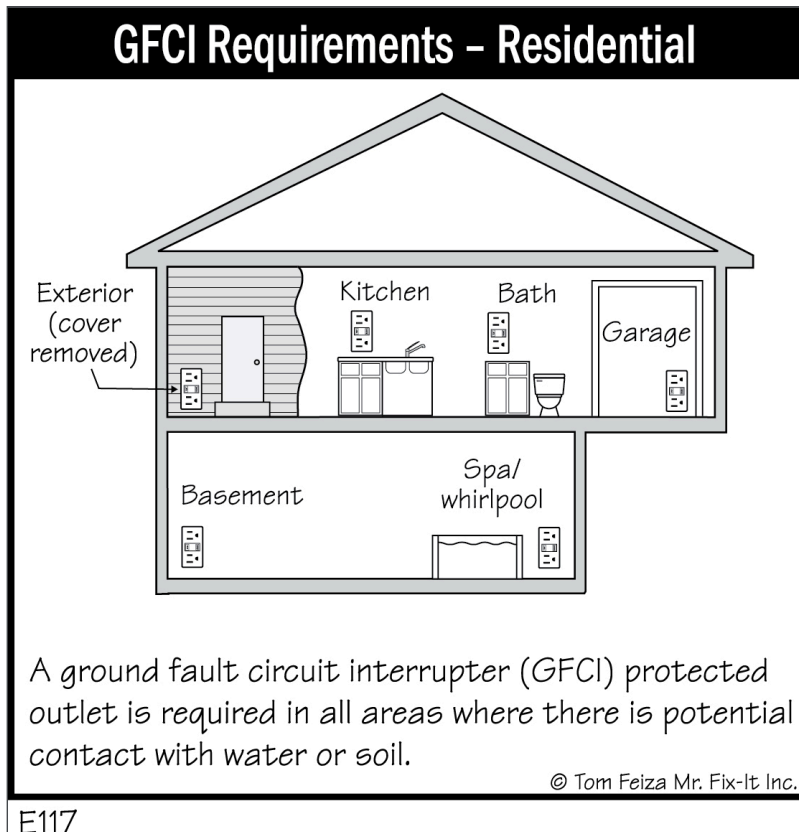 GFCI Requirements – Residential
Exterior
(cover
removed)
Kitchen
Bath
Garage
Basement
Spa/
whirlpool
A ground fault circuit interrupter (GFCI) protected
outlet is required in all areas where there is potential
contact with water or soil.
© Tom Feiza Mr. Fix-It Inc.
E117